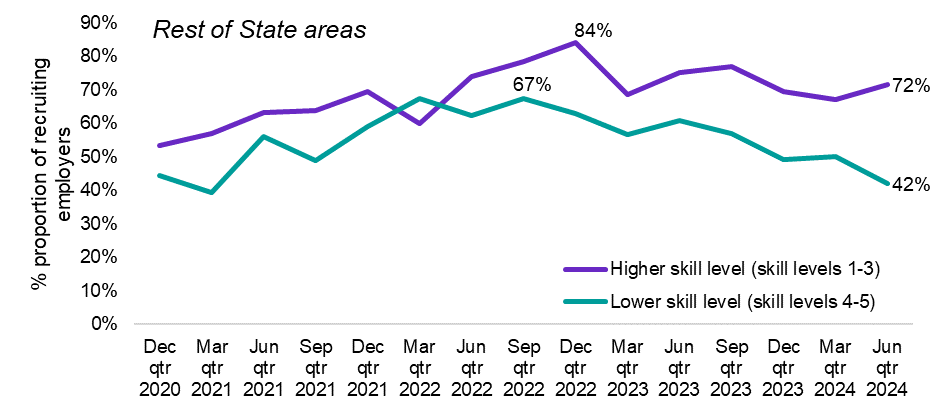 Rest of State areas
% proportion of recruiting
employers
90%
80%
70%
60%
50%
40%
30%
20%
10%
0%
84%
67%
72%
42%
Higher skill level (skill levels 1-3)
Lower skill level (skill levels 4-5)
Dec qtr 2020
Mar qtr 2021
Jun qtr 2021
Sep qtr 2021
Dec qtr 2021
Mar qtr 2022
Jun qtr 2022
Sep qtr 2022
Dec qtr 2022
Mar qtr 2023
Jun qtr 2023
Sep qtr 2023
Dec qtr 2023
Mar qtr 2024
Jun qtr 2024